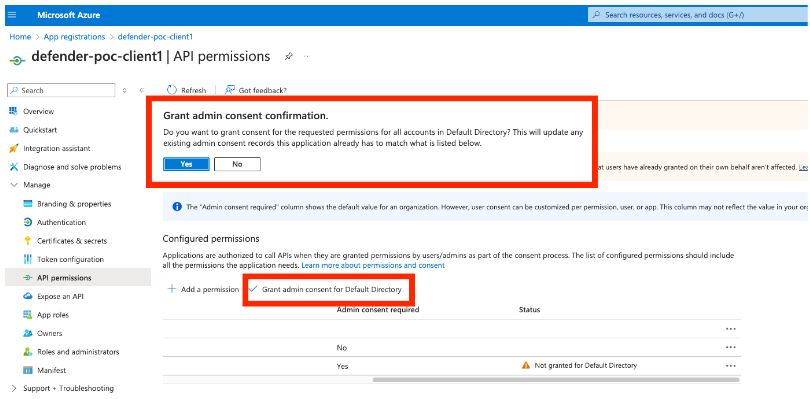 Microsoft Azure
Search resources, services, and docs (G+/)
Home > App registrations > defender-poc-client1
defender-poc-client1 | API permissions
Search
Refresh
Got feedback?
Grant admin consent confirmation.
Do you want to grant consent for the requested permissions for all accounts in Default Directory? This will update any
existing admin consent records this application already has to match what is listed below.
Yes
No
Overview
Quickstart
Integration assistant
Diagnose and solve problems
Manage
Branding & properties
Authentication
Certificates & secrets
Token configuration
API permissions
Expose an API
App roles
Owners
Roles and administrators
Manifest
Support + Troubleshooting
at users have already granted on their own behalf aren't affected. Lea
The "Admin consent required" column shows the default value for an organization. However, user consent can be customized per permission, user, or app. This column may not reflect the value in your org
Configured permissions
Applications are authorized to call APIs when they are granted permissions by users/admins as part of the consent process. The list of configured permissions should include
all the permissions the application needs. Learn more about permissions and consent
Add a permission
Grant admin consent for Default Directory
Admin consent required
Status
No
Yes
Not granted for Default Directory